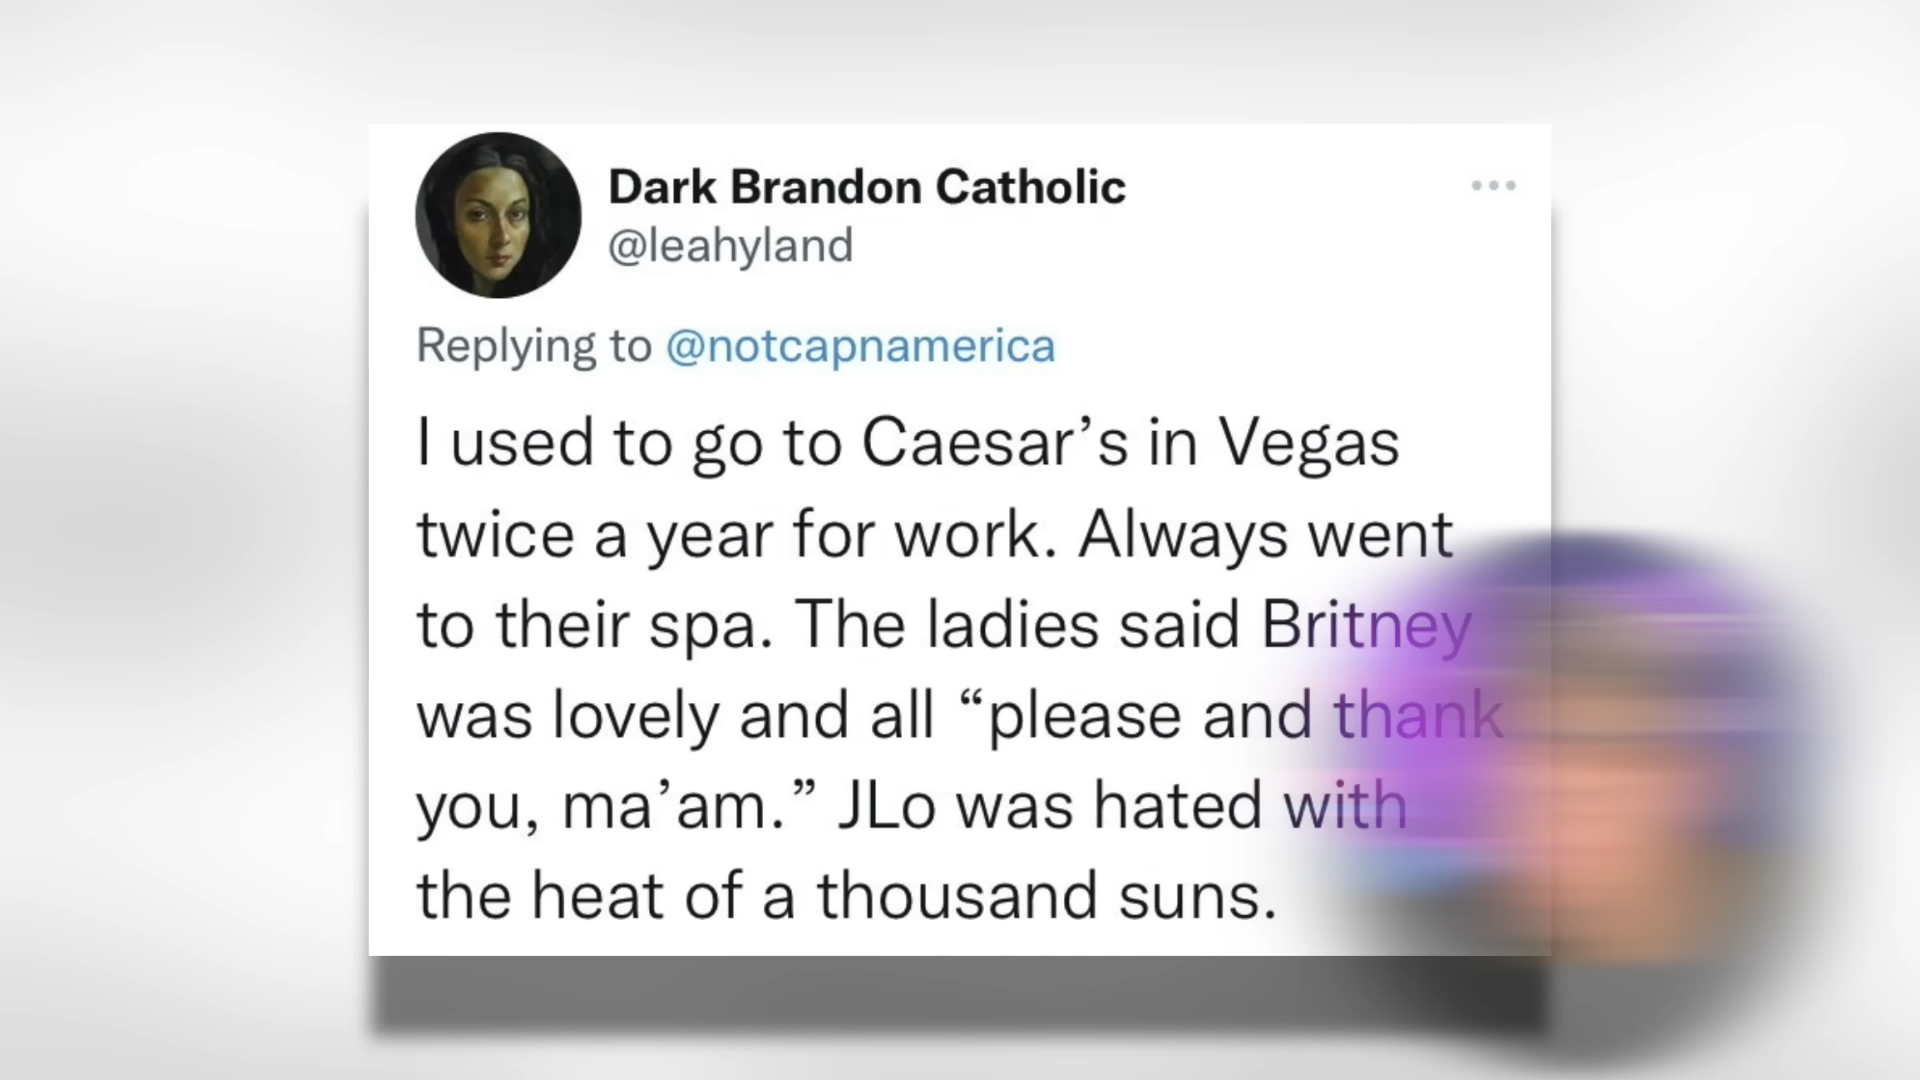 Dark Brandon Catholic
@leahyland
Replying to @notcapnamerica
I used to go to Caesar’s in Vegas
twice a year for work. Always went
to their spa. The ladies said Britney
was lovely and all “please and thank
you, ma’am.” JLo was hated with
the heat of a thousand suns.